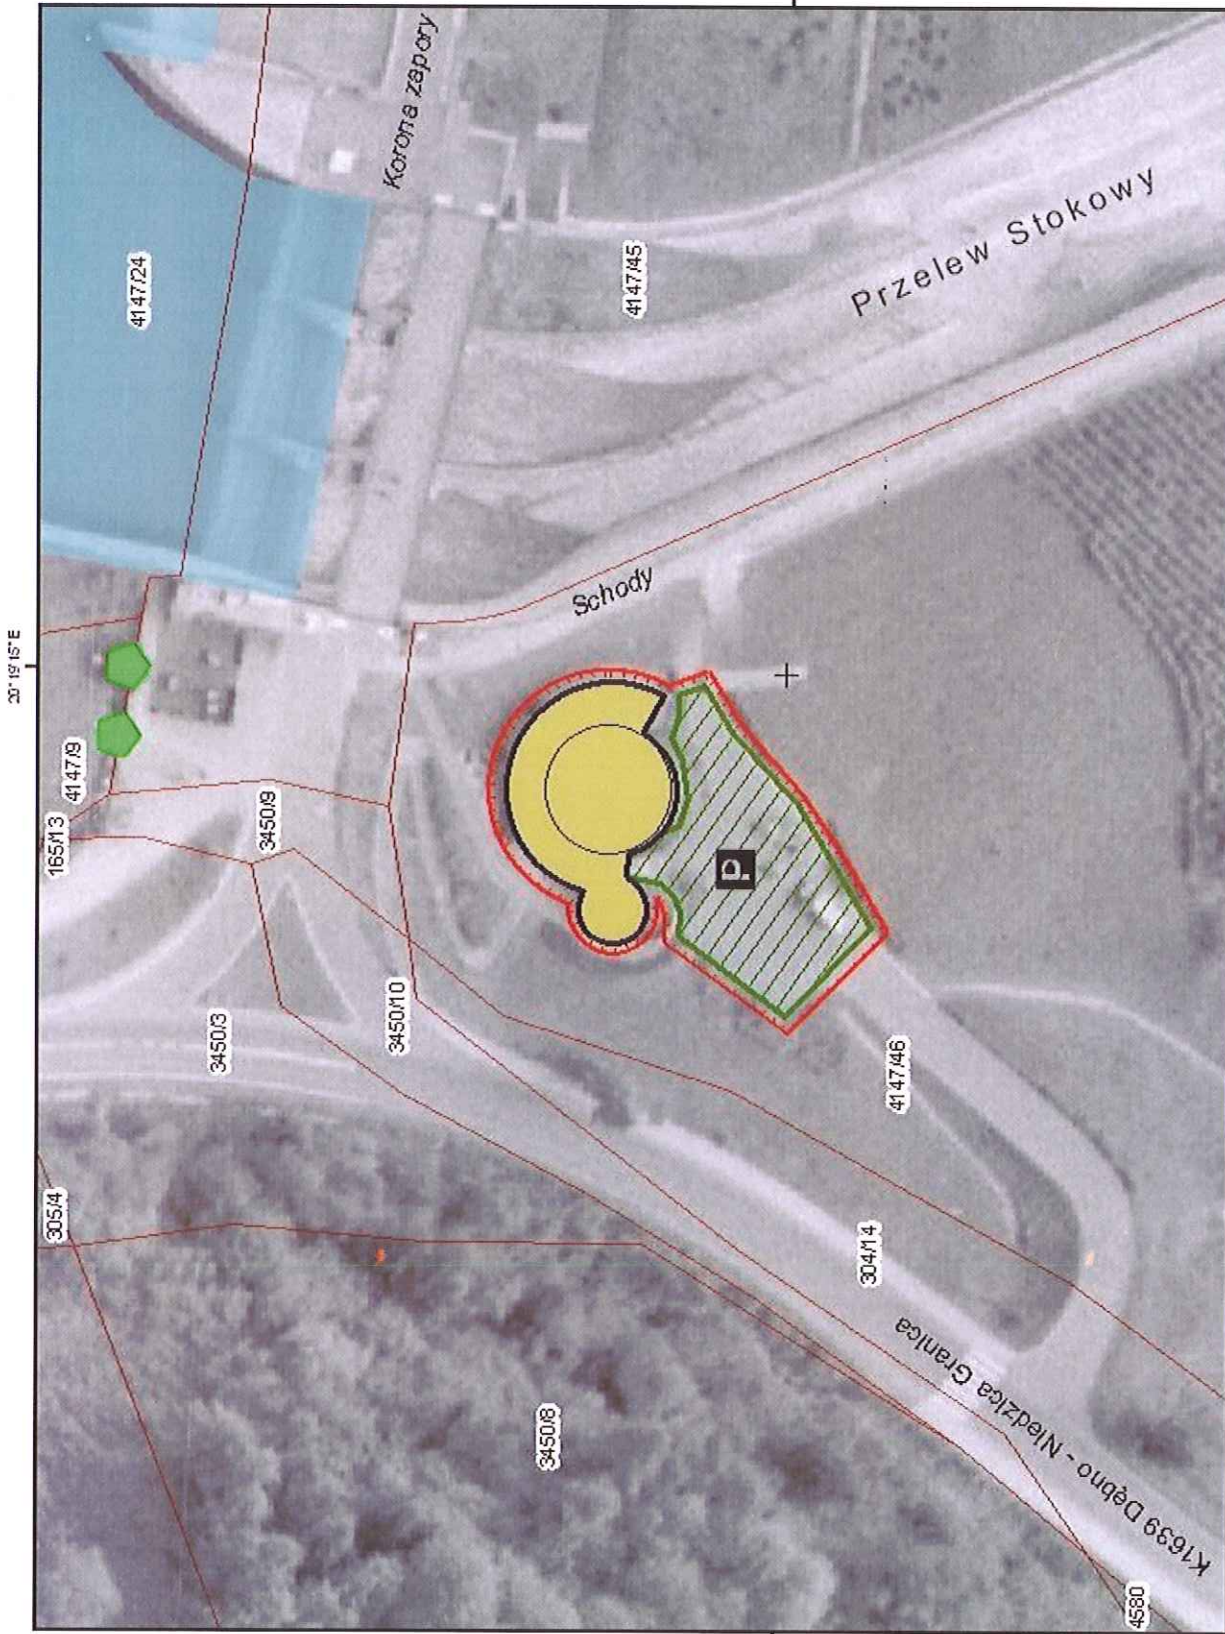 20°19'15"E
Korona zapory
4147/24
4147/45
Przelew Stokowy
Schody
4147/9
165/13
3450/9
P
3450/3
3450/10
4147/46
305/4
304/14
3450/8
K1639 Dębno - Niedzica Granica
4580